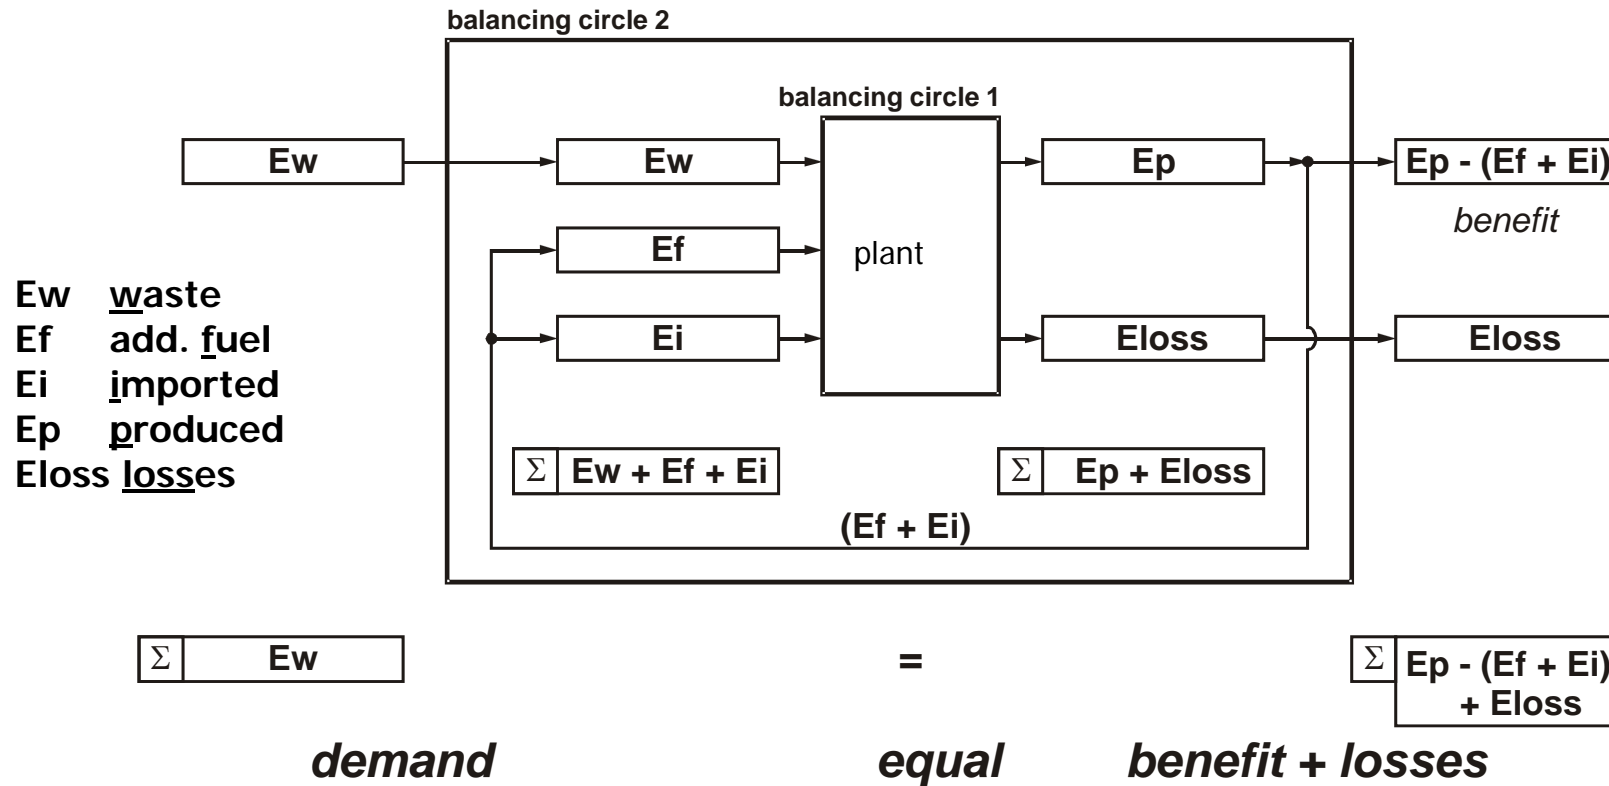 balancing circle 2
balancing circle 1
Ew
Ew
Ep
Ep - (Ef + Ei)
benefit
Ef
plant
Ei
Eloss
Eloss
Ew waste
Ef add. fuel
Ei imported
Ep produced
Eloss losses
Σ Ew + Ef + Ei
Σ Ep + Eloss
(Ef + Ei)
Σ Ew
=
Σ Ep - (Ef + Ei)
+ Eloss
demand
equal
benefit + losses